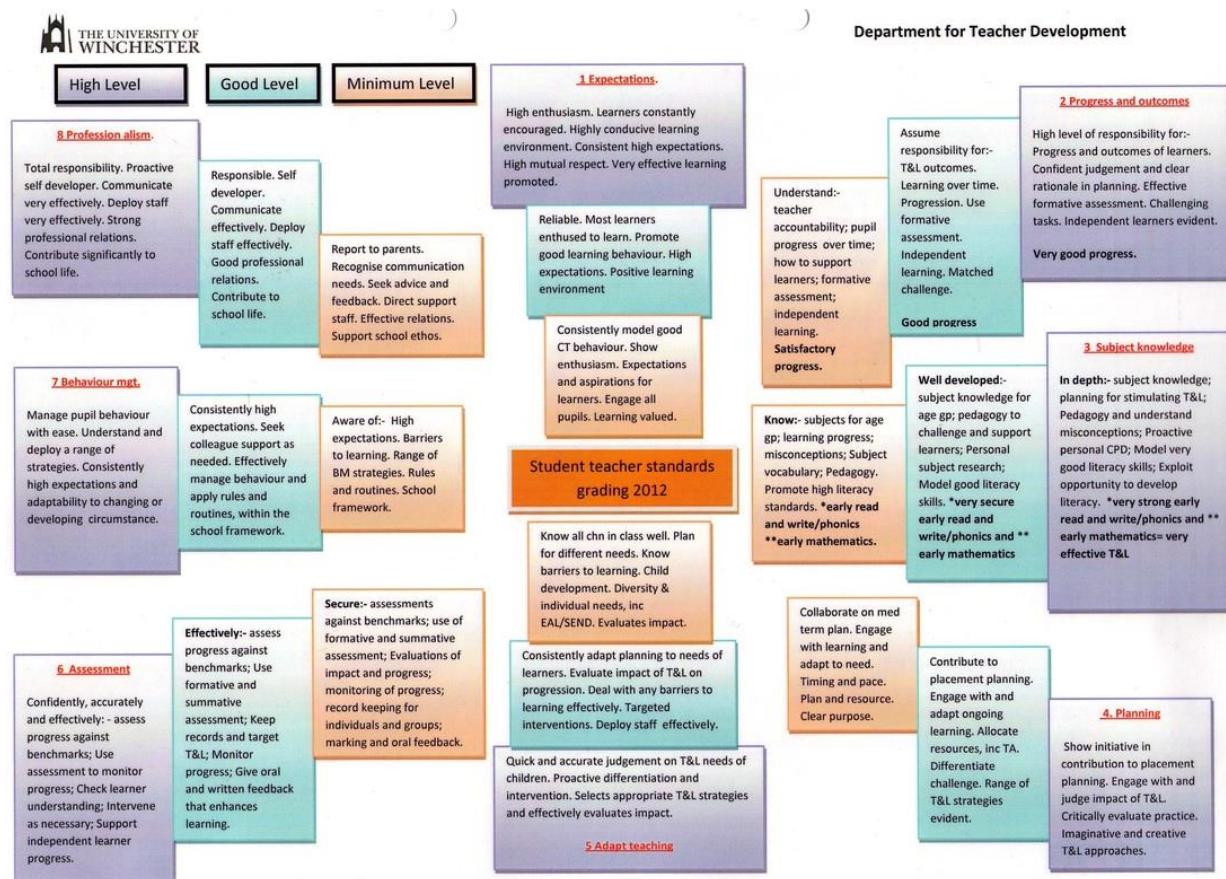 THE UNIVERSITY OF
WINCHESTER
Department for Teacher Development
High Level
Good Level
Minimum Level
1 Expectations.
High enthusiasm. Learners constantly
encouraged. Highly conducive learning
environment. Consistent high expectations.
High mutual respect. Very effective learning
promoted.
Reliable. Most learners
enthused to learn. Promote
good learning behaviour. High
expectations. Positive learning
environment
Consistently model good
CT behaviour. Show
enthusiasm. Expectations
and aspirations for
learners. Engage all
pupils. Learning valued.
8 Profession alism.
Total responsibility. Proactive
self developer. Communicate
very effectively. Deploy staff
very effectively. Strong
professional relations.
Contribute significantly to
school life.
Responsible. Self
developer.
Communicate
effectively. Deploy
staff effectively.
Good professional
relations.
Contribute to
school life.
Report to parents.
Recognise communication
needs. Seek advice and
feedback. Direct support
staff. Effective relations.
Support school ethos.
Understand:-
teacher
accountability; pupil
progress over time;
how to support
learners; formative
assessment;
independent
learning.
Satisfactory
progress.
Assume
responsibility for:-
T&L outcomes.
Learning over time.
Progression. Use
formative
assessment.
Independent
learning. Matched
challenge.
Good progress
2 Progress and outcomes
High level of responsibility for:-
Progress and outcomes of learners.
Confident judgement and clear
rationale in planning. Effective
formative assessment. Challenging
tasks. Independent learners evident.
Very good progress.
7 Behaviour mgt.
Manage pupil behaviour
with ease. Understand and
deploy a range of
strategies. Consistently
high expectations and
adaptability to changing or
developing circumstance.
Consistently high
expectations. Seek
colleague support as
needed. Effectively
manage behaviour and
apply rules and
routines, within the
school framework.
Aware of:- High
expectations. Barriers
to learning. Range of
BM strategies. Rules
and routines. School
framework.
Student teacher standards
grading 2012
Know:- subjects for age
gp; learning progress;
misconceptions; Subject
vocabulary; Pedagogy.
Promote high literacy
standards. *early read
and write/phonics
**early mathematics.
Well developed:-
subject knowledge for
age gp; pedagogy to
challenge and support
learners; Personal
subject research;
Model good literacy
skills. *very secure
early read and
write/phonics and **
early mathematics
3 Subject knowledge
In depth:- subject knowledge;
planning for stimulating T&L;
Pedagogy and understand
misconceptions; Proactive
personal CPD; Model very
good literacy skills; Exploit
opportunity to develop
literacy. *very strong early
read and write/phonics and **
early mathematics= very
effective T&L
6 Assessment
Confidently, accurately
and effectively: - assess
progress against
benchmarks; Use
assessment to monitor
progress; Check learner
understanding; Intervene
as necessary; Support
independent learner
progress.
Effectively:- assess
progress against
benchmarks; Use
formative and
summative
assessment; Keep
records and target
T&L; Monitor
progress; Give oral
and written feedback
that enhances
learning.
Secure:- assessments
against benchmarks; use of
formative and summative
assessment; Evaluations of
impact and progress;
monitoring of progress;
record keeping for
individuals and groups;
marking and oral feedback.
Know all chn in class well. Plan
for different needs. Know
barriers to learning. Child
development. Diversity &
individual needs, inc
EAL/SEND. Evaluates impact.
Consistently adapt planning to needs of
learners. Evaluate impact of T&L on
progression. Deal with any barriers to
learning effectively. Targeted
interventions. Deploy staff effectively.
Quick and accurate judgement on T&L needs of
children. Proactive differentiation and
intervention. Selects appropriate T&L strategies
and effectively evaluates impact.
5 Adapt teaching
Collaborate on med
term plan. Engage
with learning and
adapt to need.
Timing and pace.
Plan and resource.
Clear purpose.
Contribute to
placement planning.
Engage with and
adapt ongoing
learning. Allocate
resources, inc TA.
Differentiate
challenge. Range of
T&L strategies
evident.
4. Planning
Show initiative in
contribution to placement
planning. Engage with and
judge impact of T&L.
Critically evaluate practice.
Imaginative and creative
T&L approaches.